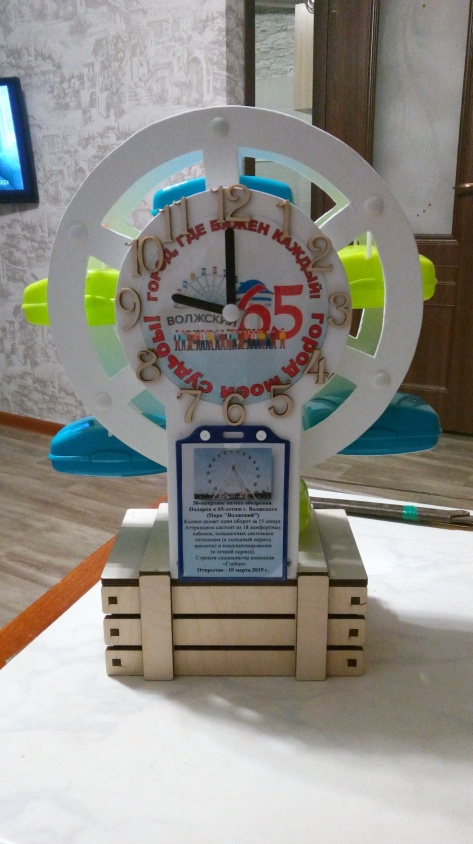 ГОРОД, ГДЕ ВАЖЕН КАЖДЫЙ!
ГОРОД МОЕЙ СУДЬБЫ!
12
1
2
3
4
5
6
7
8
9
10
11
ВОЛЖСКИЙ
65
50-метровое колесо обозрения.
Подарок к 65-летию г. Волжского
(Парк "Волжский")
Колесо делает один оборот за 15 минут
Аттракцион состоит из 18 комфортных
кабинок, оснащенных системами
отопления (в холодный период
времени) и кондиционирования
(в летний период).
Строили специалисты компании
Открытие - 10 марта 2019 г.